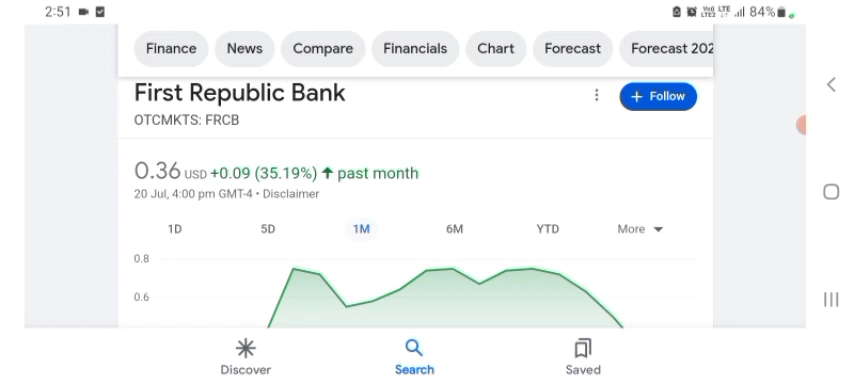 2:51 LTE2 LTE 84%
Finance News Compare Financials Chart Forecast Forecast 202
First Republic Bank
+ Follow
OTCMKTS: FRCB
0.36 USD +0.09 (35.19%) ↑ past month
20 Jul, 4:00 pm GMT-4 • Disclaimer
1D 5D 1M 6M YTD More
0.8
0.6
Discover Search Saved